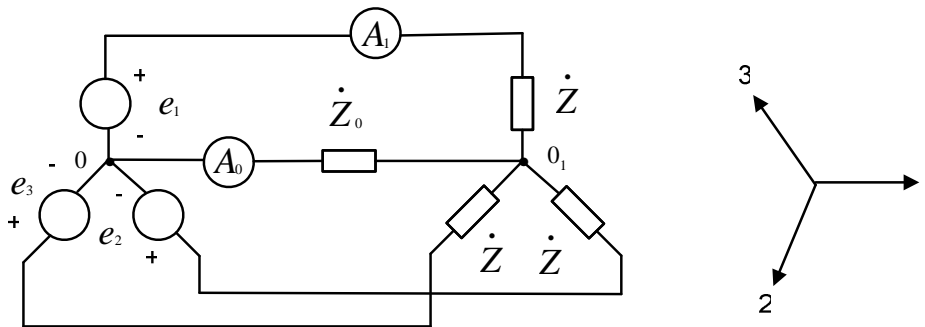 A₁
+
e₁
-
Ż
3
Ż₀
- 0
A₀
0₁
e₃
-
+
e₂
+
Ż
Ż
2